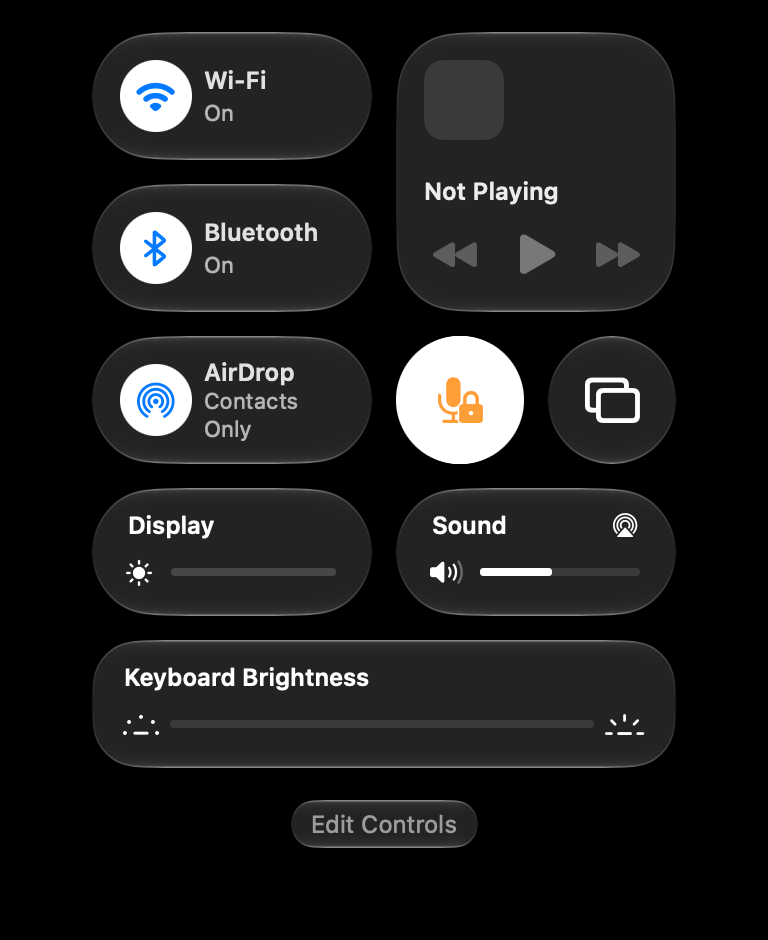 Wi-Fi
On
Not Playing
Bluetooth
On
AirDrop
Contacts
Only
Display
Sound
Keyboard Brightness
Edit Controls